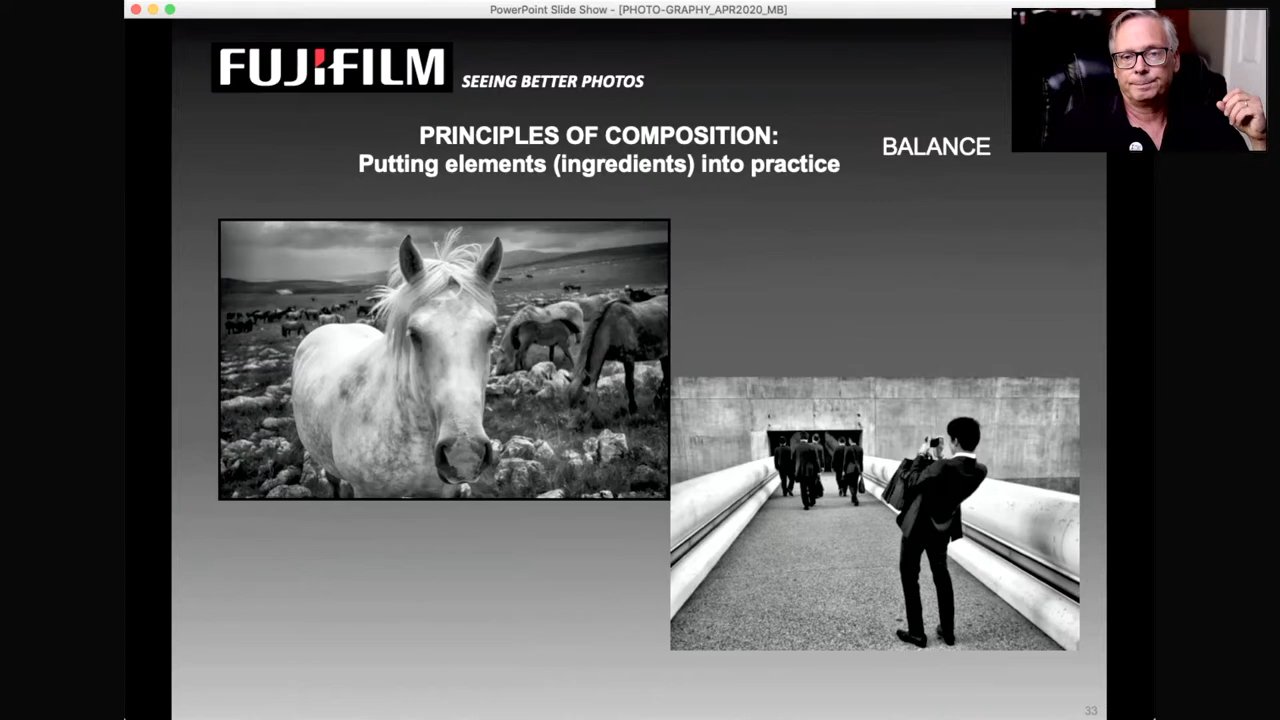 PowerPoint Slide Show - [PHOTO-GRAPHY_APR2020_MB]
FUJIFILM SEEING BETTER PHOTOS
PRINCIPLES OF COMPOSITION:
Putting elements (ingredients) into practice
BALANCE
33